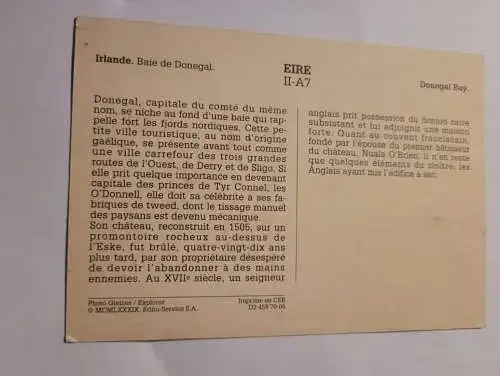 Irlande. Baie de Donegal.
EIRE
II-A7
Donegal Bay.
Donegal, capitale du comté du même
nom, se niche au fond d'une baie qui rap-
pelle fort les fjords nordiques. Cette pe-
tite ville touristique, au nom d'origine
gaélique, se présente avant tout comme
une ville carrefour des trois grandes
routes de l'Ouest, de Derry et de Sligo. Si
elle prit quelque importance en devenant
capitale des princes de Tyr Connel, les
O'Donnell, elle doit sa célébrité à ses fa-
briques de tweed, dont le tissage manuel
des paysans est devenu mécanique.
Son château, reconstruit en 1505, sur un
promontoire rocheux au-dessus de
l'Eske, fut brûlé, quatre-vingt-dix ans
plus tard, par son propriétaire désespéré
de devoir l'abandonner à des mains
ennemies. Au XVIIe siècle, un seigneur
anglais prit possession du donjon carré
subsistant et lui adjoignit une maison
forte. Quant au couvent franciscain,
fondé par l'épouse du premier bâtisseur
du château, Nuala O'Brien, il n'en reste
que quelques éléments du cloître, les
Anglais ayant mis l'édifice à sac.
Photo Gleizes / Explorer
© MCMLXXXIX. Edito-Service S.A.
Imprimé en CEE
D2 459 70 05